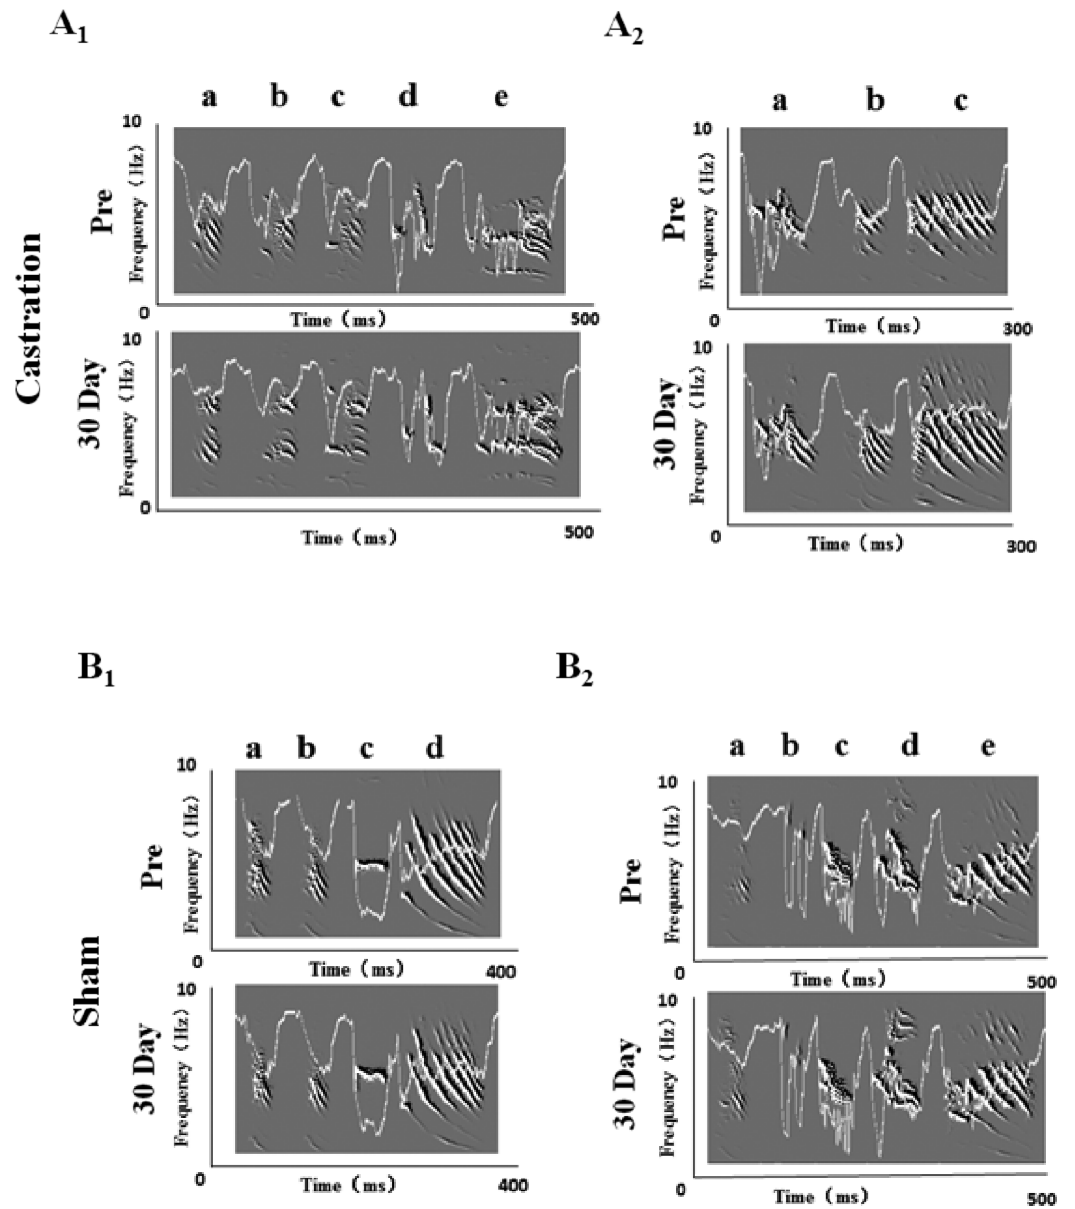 A1
A2
a b c d e
a b c
Castration
Pre
10
Frequency (Hz)
0
Time (ms)
500
Pre
10
Frequency (Hz)
0
Time (ms)
300
30 Day
10
Frequency (Hz)
0
Time (ms)
500
30 Day
10
Frequency (Hz)
0
Time (ms)
300
B1
B2
a b c d
a b c d e
Sham
Pre
10
Frequency (Hz)
0
Time (ms)
400
Pre
10
Frequency (Hz)
0
Time (ms)
500
30 Day
10
Frequency (Hz)
0
Time (ms)
400
30 Day
10
Frequency (Hz)
0
Time (ms)
500